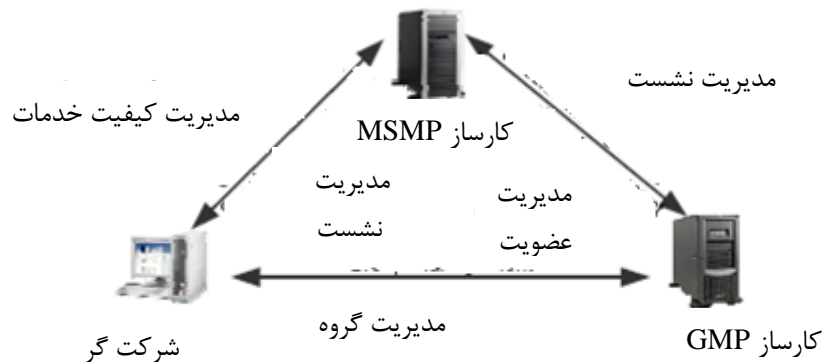 مدیریت نشست
مدیریت کیفیت خدمات
کارساز MSMP
مدیریت
نشست
مدیریت
عضویت
مدیریت گروه
شرکت گر
کارساز GMP